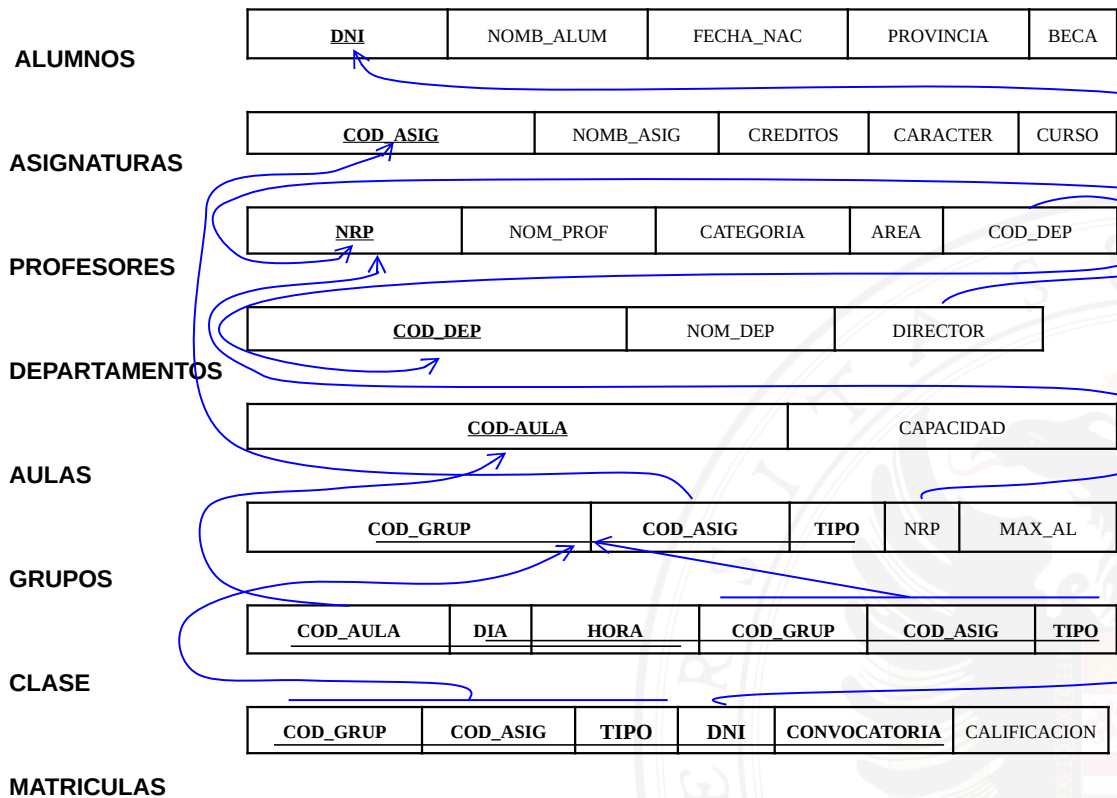 DNI NOMB_ALUM FECHA_NAC PROVINCIA BECA
ALUMNOS
COD_ASIG NOMB_ASIG CREDITOS CARACTER CURSO
ASIGNATURAS
NRP NOM_PROF CATEGORIA AREA COD_DEP
PROFESORES
COD_DEP NOM_DEP DIRECTOR
DEPARTAMENTOS
COD-AULA CAPACIDAD
AULAS
COD_GRUP COD_ASIG TIPO NRP MAX_AL
GRUPOS
COD_AULA DIA HORA COD_GRUP COD_ASIG TIPO
CLASE
COD_GRUP COD_ASIG TIPO DNI CONVOCATORIA CALIFICACION
MATRICULAS